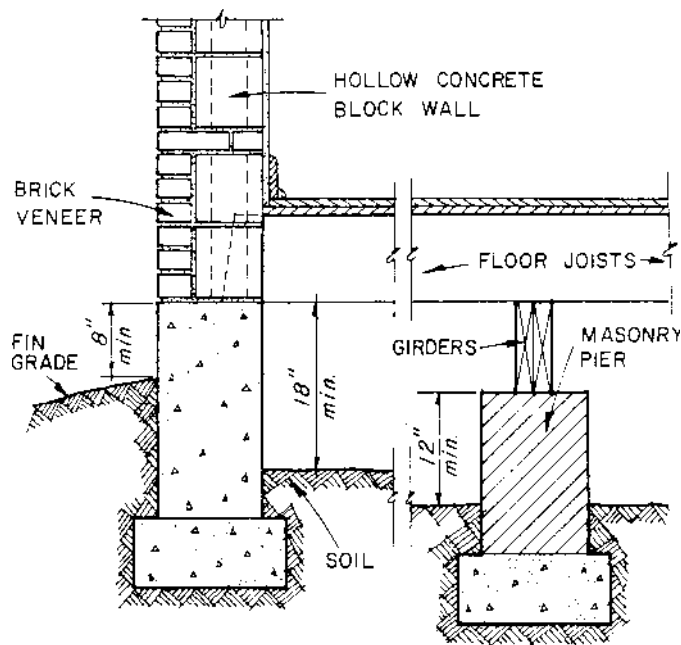 HOLLOW CONCRETE
BLOCK WALL
BRICK
VENEER
FLOOR JOISTS
8"
min
FIN
GRADE
18"
min.
GIRDERS
MASONRY
PIER
12"
min.
SOIL